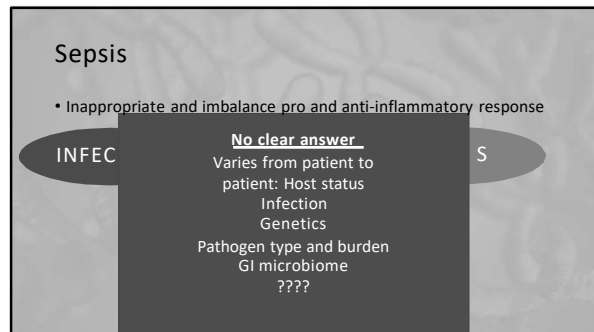 Sepsis
• Inappropriate and imbalance pro and anti-inflammatory response
INFEC
S
No clear answer
Varies from patient to
patient: Host status
Infection
Genetics
Pathogen type and burden
GI microbiome
????